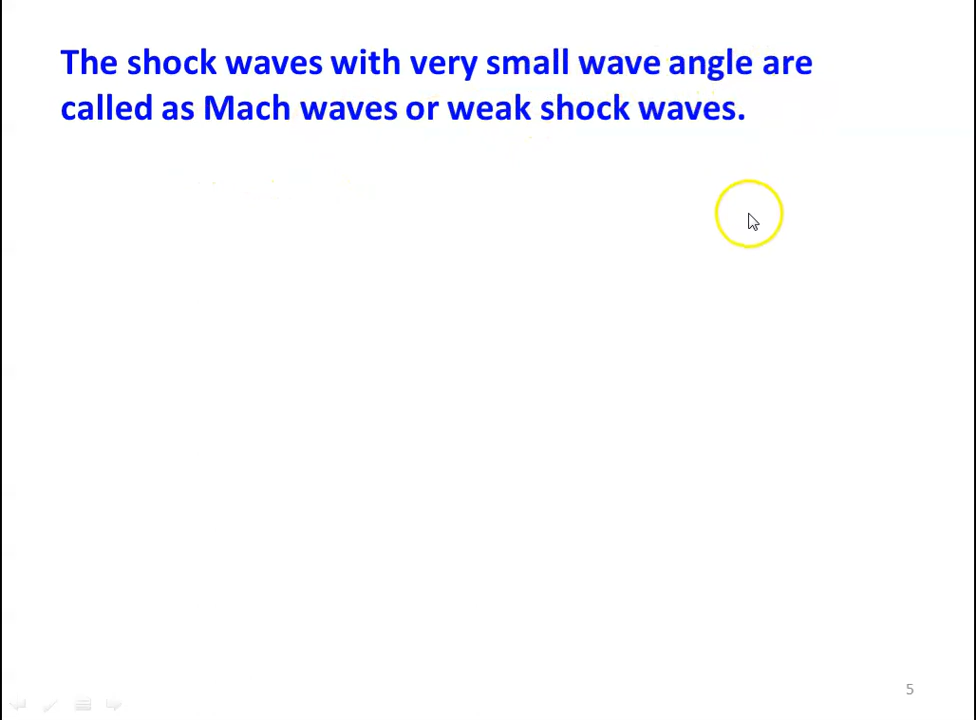 The shock waves with very small wave angle are
called as Mach waves or weak shock waves.
5